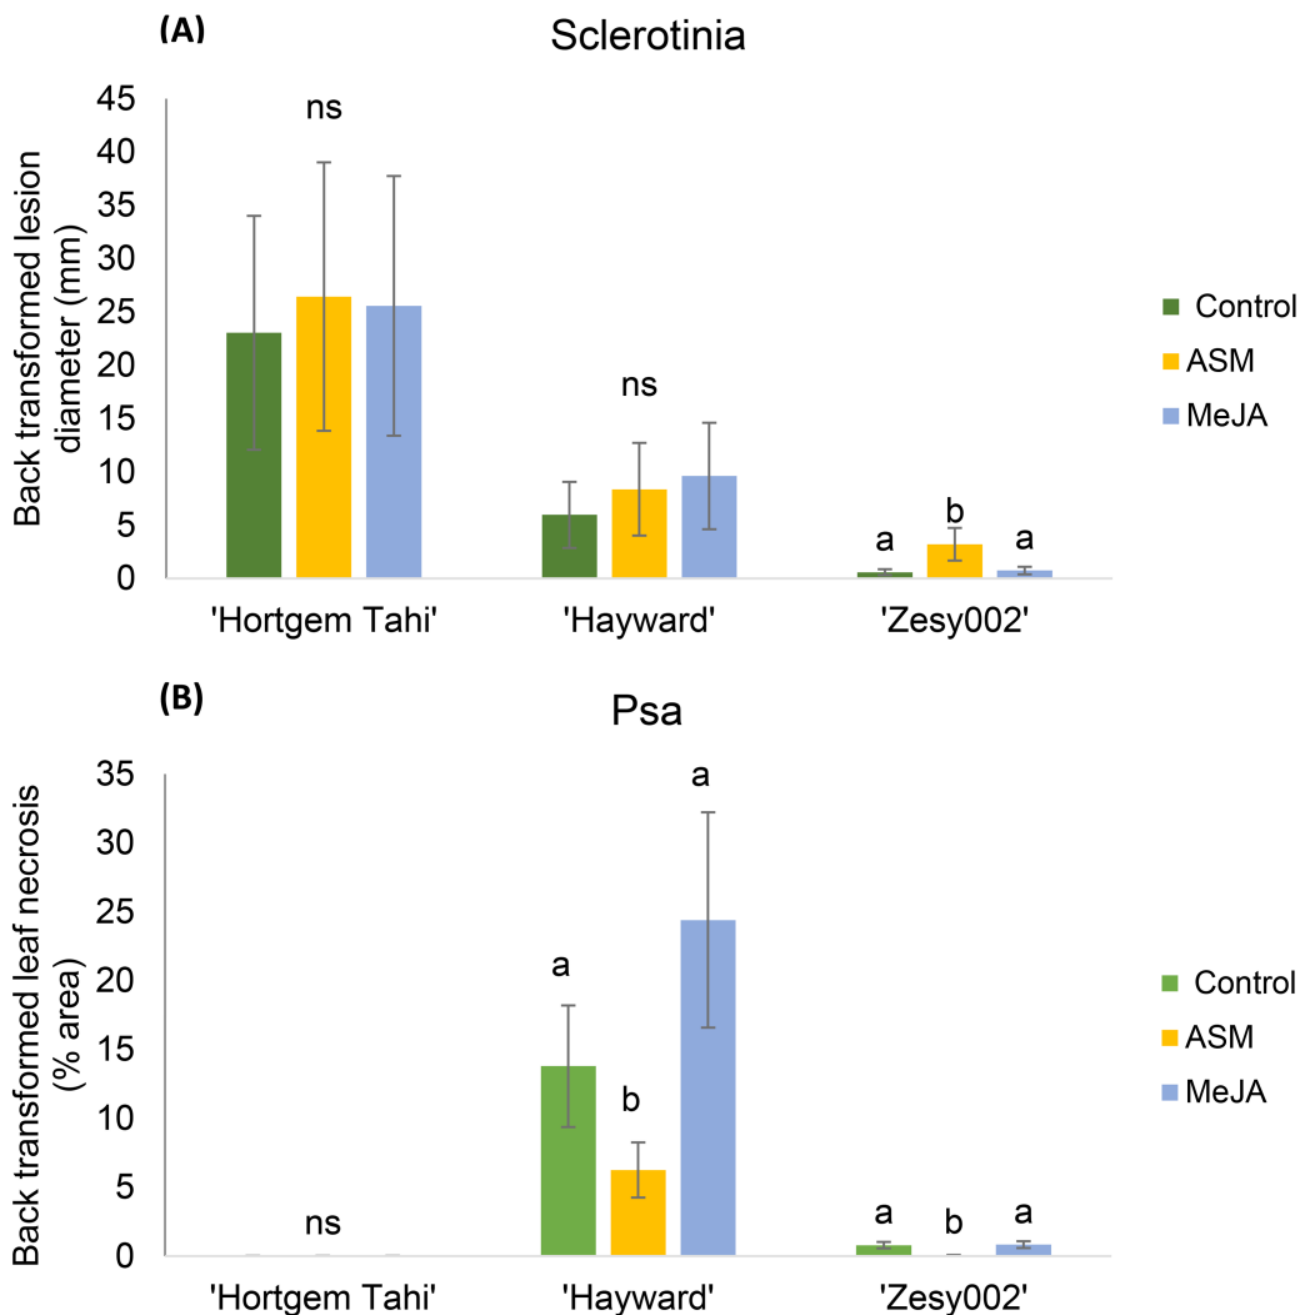 (A)
Sclerotinia
Back transformed lesion
diameter (mm)
45
40
35
30
25
20
15
10
5
0
ns
ns
a
b
a
'Hortgem Tahi'
'Hayward'
'Zesy002'
Control
ASM
MeJA
(B)
Psa
Back transformed leaf necrosis
(% area)
35
30
25
20
15
10
5
0
ns
a
b
a
a
b
a
'Hortgem Tahi'
'Hayward'
'Zesy002'
Control
ASM
MeJA